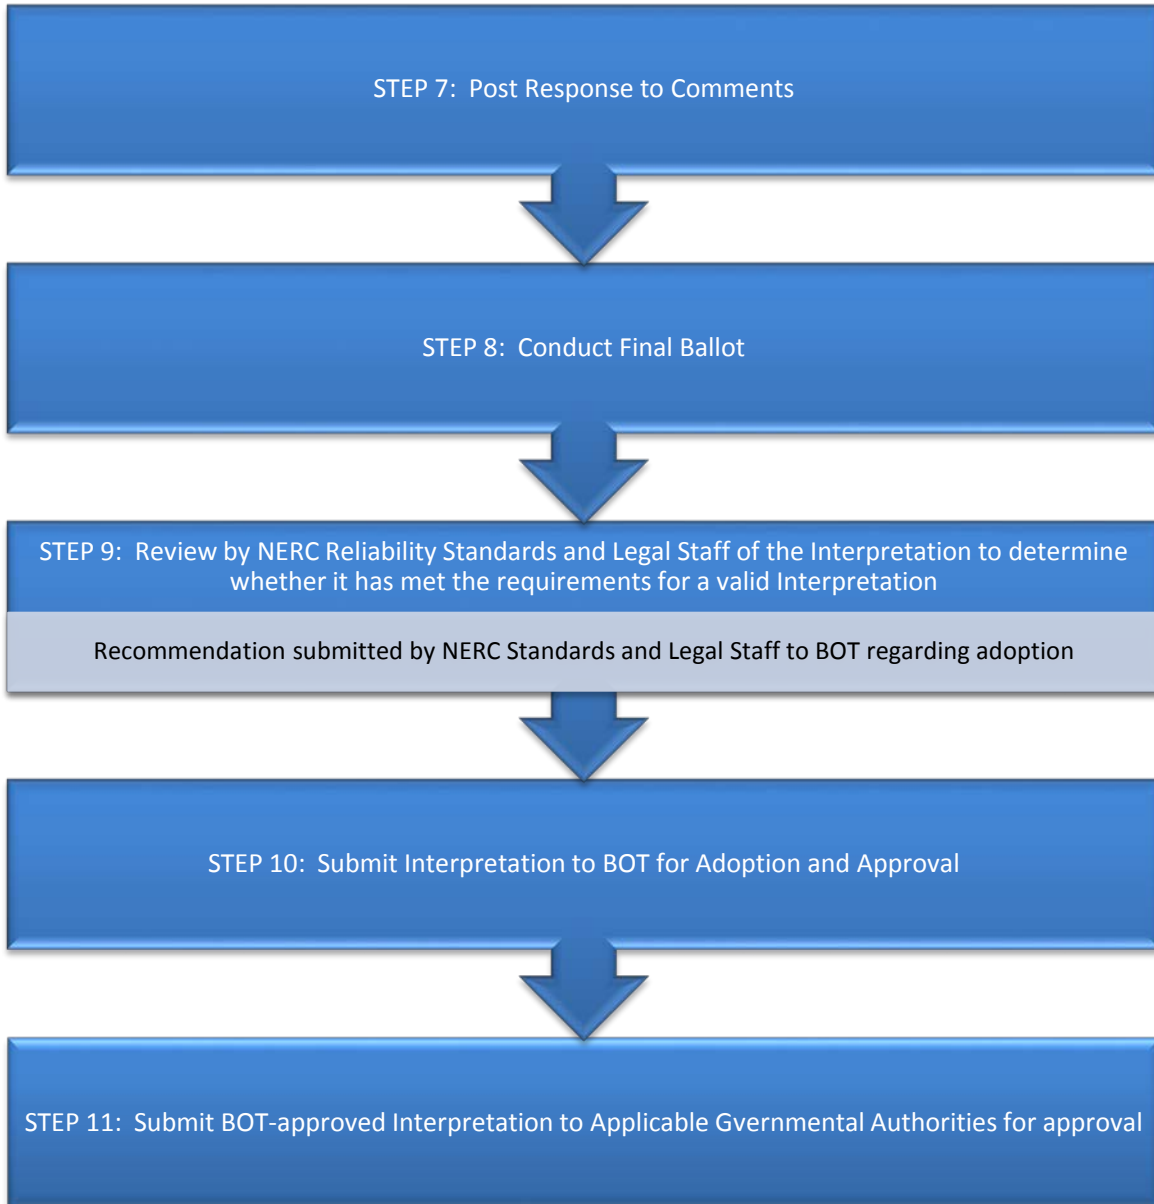 STEP 7: Post Response to Comments
STEP 8: Conduct Final Ballot
STEP 9: Review by NERC Reliability Standards and Legal Staff of the Interpretation to determine
whether it has met the requirements for a valid Interpretation
Recommendation submitted by NERC Standards and Legal Staff to BOT regarding adoption
STEP 10: Submit Interpretation to BOT for Adoption and Approval
STEP 11: Submit BOT-approved Interpretation to Applicable Gvernmental Authorities for approval